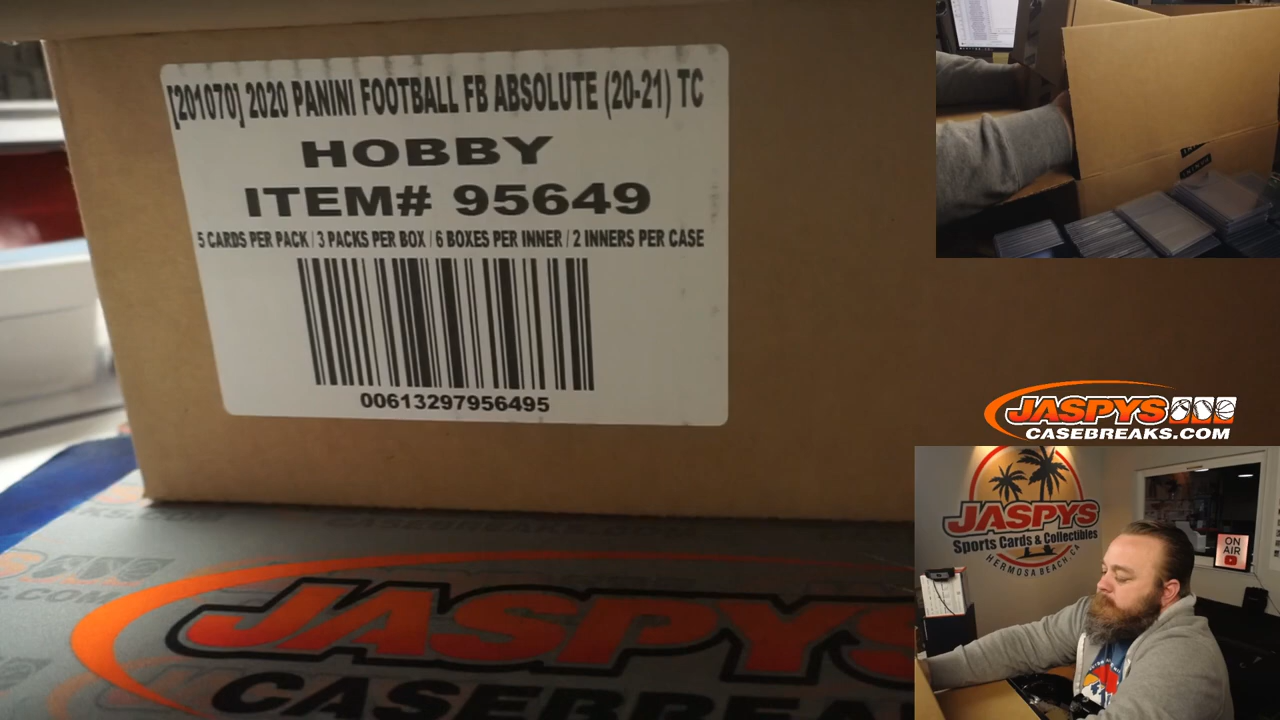 [201070] 2020 PANINI FOOTBALL FB ABSOLUTE (20-21) TC
HOBBY
ITEM# 95649
5 CARDS PER PACK / 3 PACKS PER BOX / 6 BOXES PER INNER / 2 INNERS PER CASE
00613297956495
JASPYS
CASEBREAKS.COM
JASPYS
Sports Cards & Collectibles
HERMOSA BEACH, CA
ON
AIR
JASPYS
CASEBREAKS